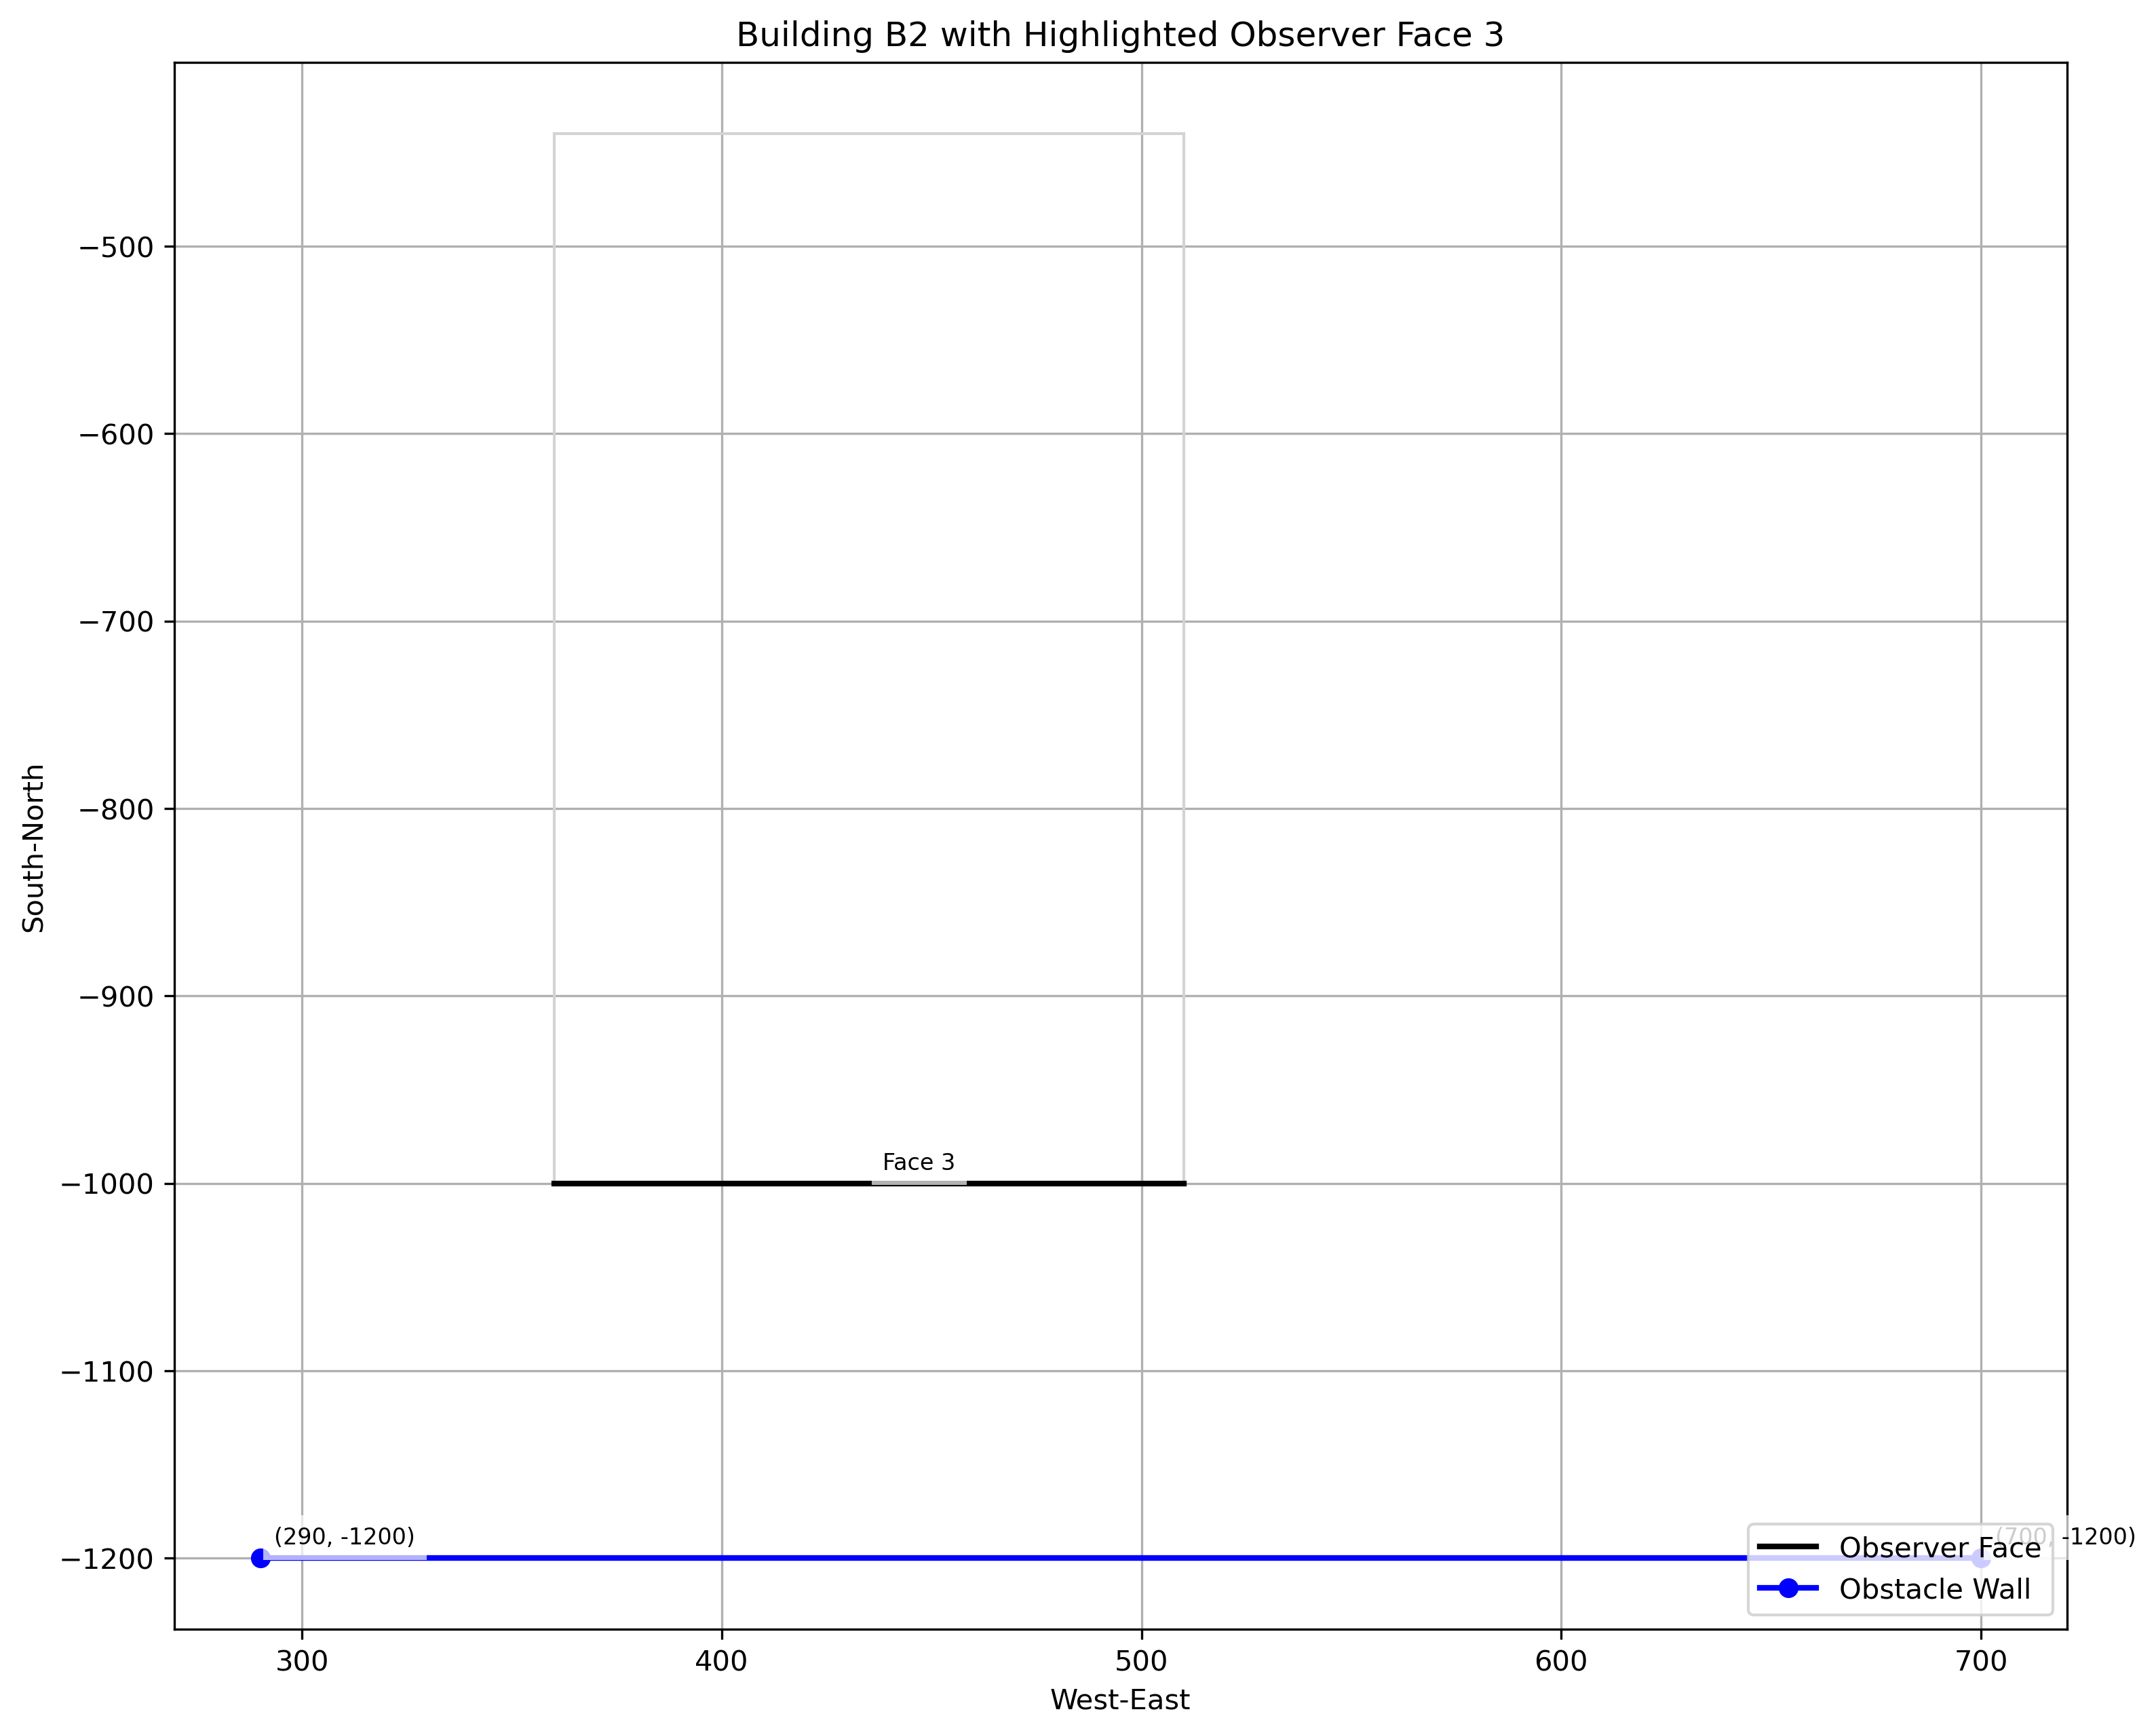 Building B2 with Highlighted Observer Face 3
South-North
−500
−600
−700
−800
−900
−1000
−1100
−1200
Face 3
(290, -1200)
(700, -1200)
Observer Face
Obstacle Wall
300
400
500
600
700
West-East